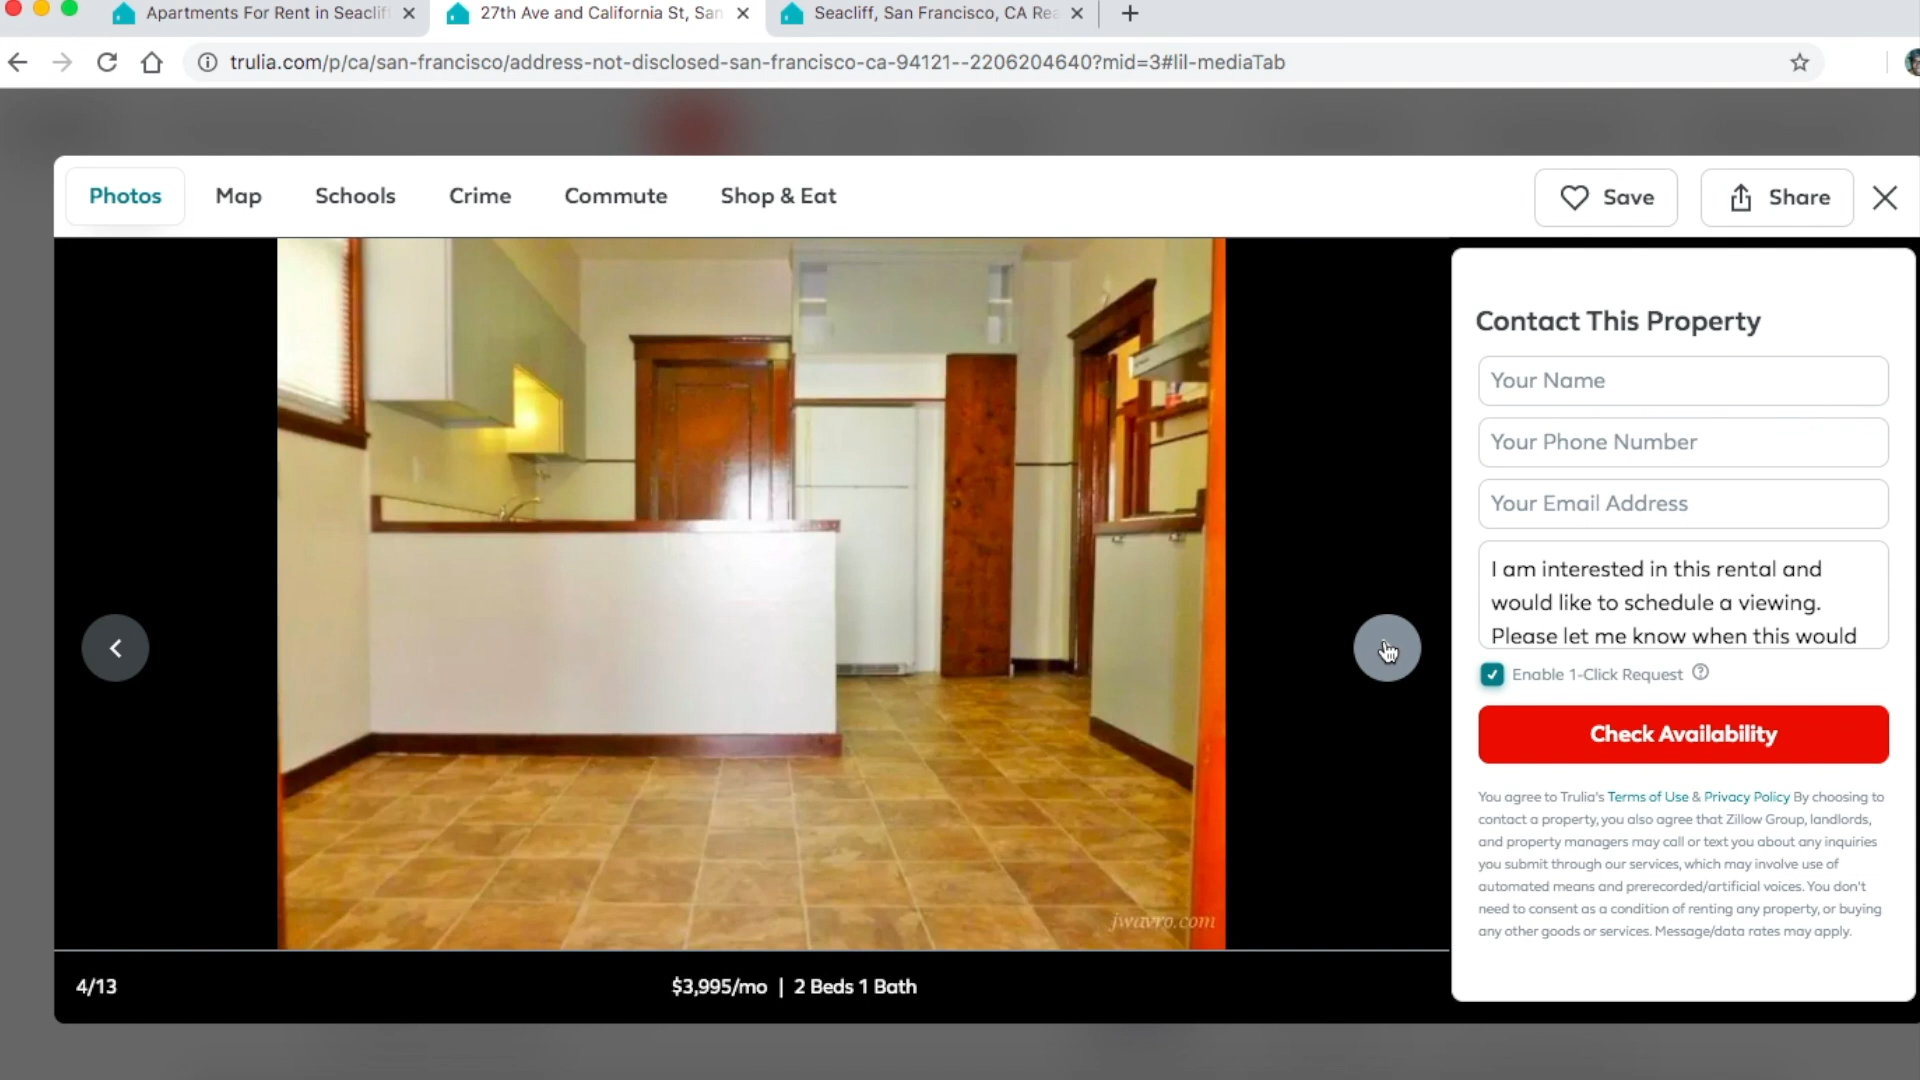 Apartments For Rent in Seacliff
27th Ave and California St, San
Seacliff, San Francisco, CA Rea
trulia.com/p/ca/san-francisco/address-not-disclosed-san-francisco-ca-94121--2206204640?mid=3#lil-mediaTab
Photos
Map
Schools
Crime
Commute
Shop & Eat
Save
Share
Contact This Property
Your Name
Your Phone Number
Your Email Address
I am interested in this rental and
would like to schedule a viewing.
Please let me know when this would
Enable 1-Click Request
Check Availability
You agree to Trulia's Terms of Use & Privacy Policy By choosing to
contact a property, you also agree that Zillow Group, landlords,
and property managers may call or text you about any inquiries
you submit through our services, which may involve use of
automated means and prerecorded/artificial voices. You don't
need to consent as a condition of renting any property, or buying
any other goods or services. Message/data rates may apply.
jwavro.com
4/13
$3,995/mo | 2 Beds 1 Bath